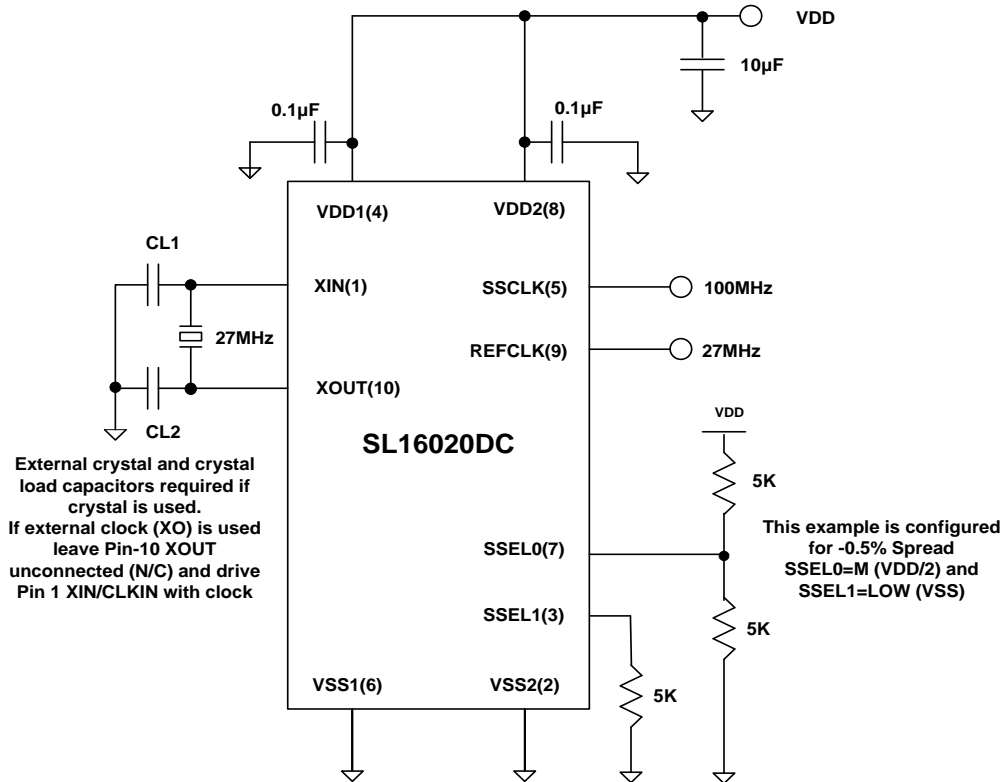 VDD
10µF
0.1µF
0.1µF
VDD1(4)
VDD2(8)
CL1
XIN(1)
SSCLK(5)
100MHz
27MHz
REFCLK(9)
27MHz
XOUT(10)
CL2
SL16020DC
VDD
External crystal and crystal
load capacitors required if
crystal is used.
If external clock (XO) is used
leave Pin-10 XOUT
unconnected (N/C) and drive
Pin 1 XIN/CLKIN with clock
5K
SSEL0(7)
This example is configured
for -0.5% Spread
SSEL0=M (VDD/2) and
SSEL1=LOW (VSS)
SSEL1(3)
5K
VSS1(6)
VSS2(2)
5K